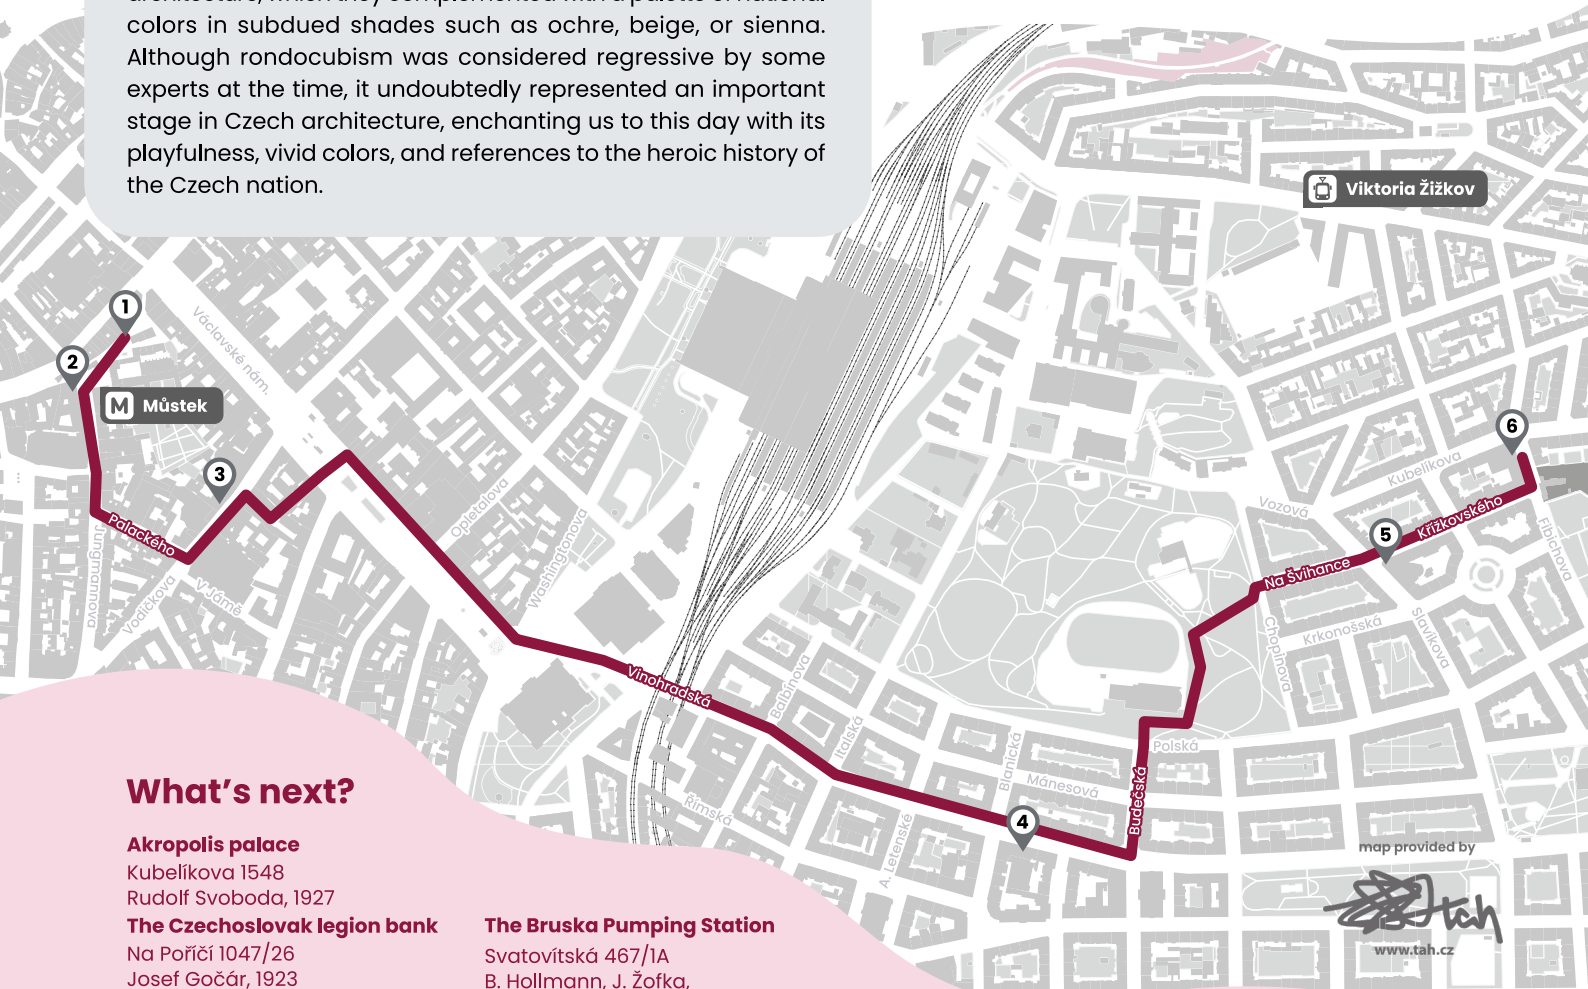 colors in subdued shades such as ochre, beige, or sienna.
Although rondocubism was considered regressive by some
experts at the time, it undoubtedly represented an important
stage in Czech architecture, enchanting us to this day with its
playfulness, vivid colors, and references to the heroic history of
the Czech nation.
Viktoria Žižkov
1
Václavské nám.
2
M Můstek
3
6
Kubelíkova
Opletalova
Vozová
Křížkovského
Palackého
Jungmannova
Washingtonova
5
Fibichova
Vodičkova
V Jámě
Na Švihance
Chopinova
Krkonošská
Slavíkova
Vinohradská
Balbínova
Italská
Blanická
Polská
Mánesová
Budečská
Římská
4
A. Letenské
map provided by
tah
www.tah.cz
What's next?
Akropolis palace
Kubelíkova 1548
Rudolf Svoboda, 1927
The Czechoslovak legion bank
Na Poříčí 1047/26
Josef Gočár, 1923
The Bruska Pumping Station
Svatovítská 467/1A
B. Hollmann, J. Žofka,